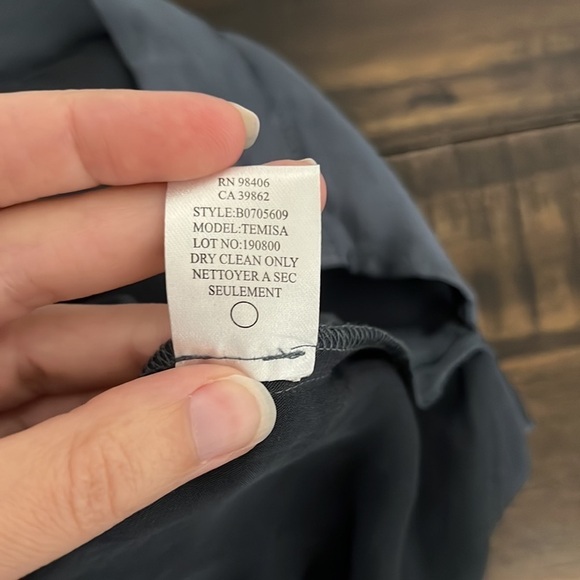 RN 98406
CA 39862
STYLE:B0705609
MODEL:TEMISA
LOT NO:190800
DRY CLEAN ONLY
NETTOYER A SEC
SEULEMENT